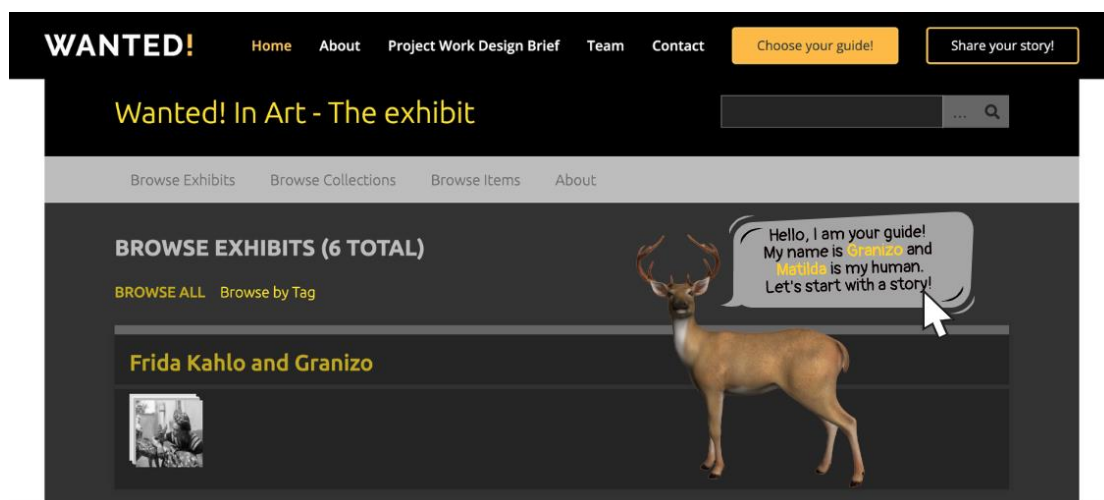 WANTED!
Home About Project Work Design Brief Team Contact Choose your guide! Share your story!
Wanted! In Art - The exhibit
...
Browse Exhibits Browse Collections Browse Items About
BROWSE EXHIBITS (6 TOTAL)
BROWSE ALL Browse by Tag
Hello, I am your guide!
My name is Granizo and
Matilda is my human.
Let's start with a story!
Frida Kahlo and Granizo